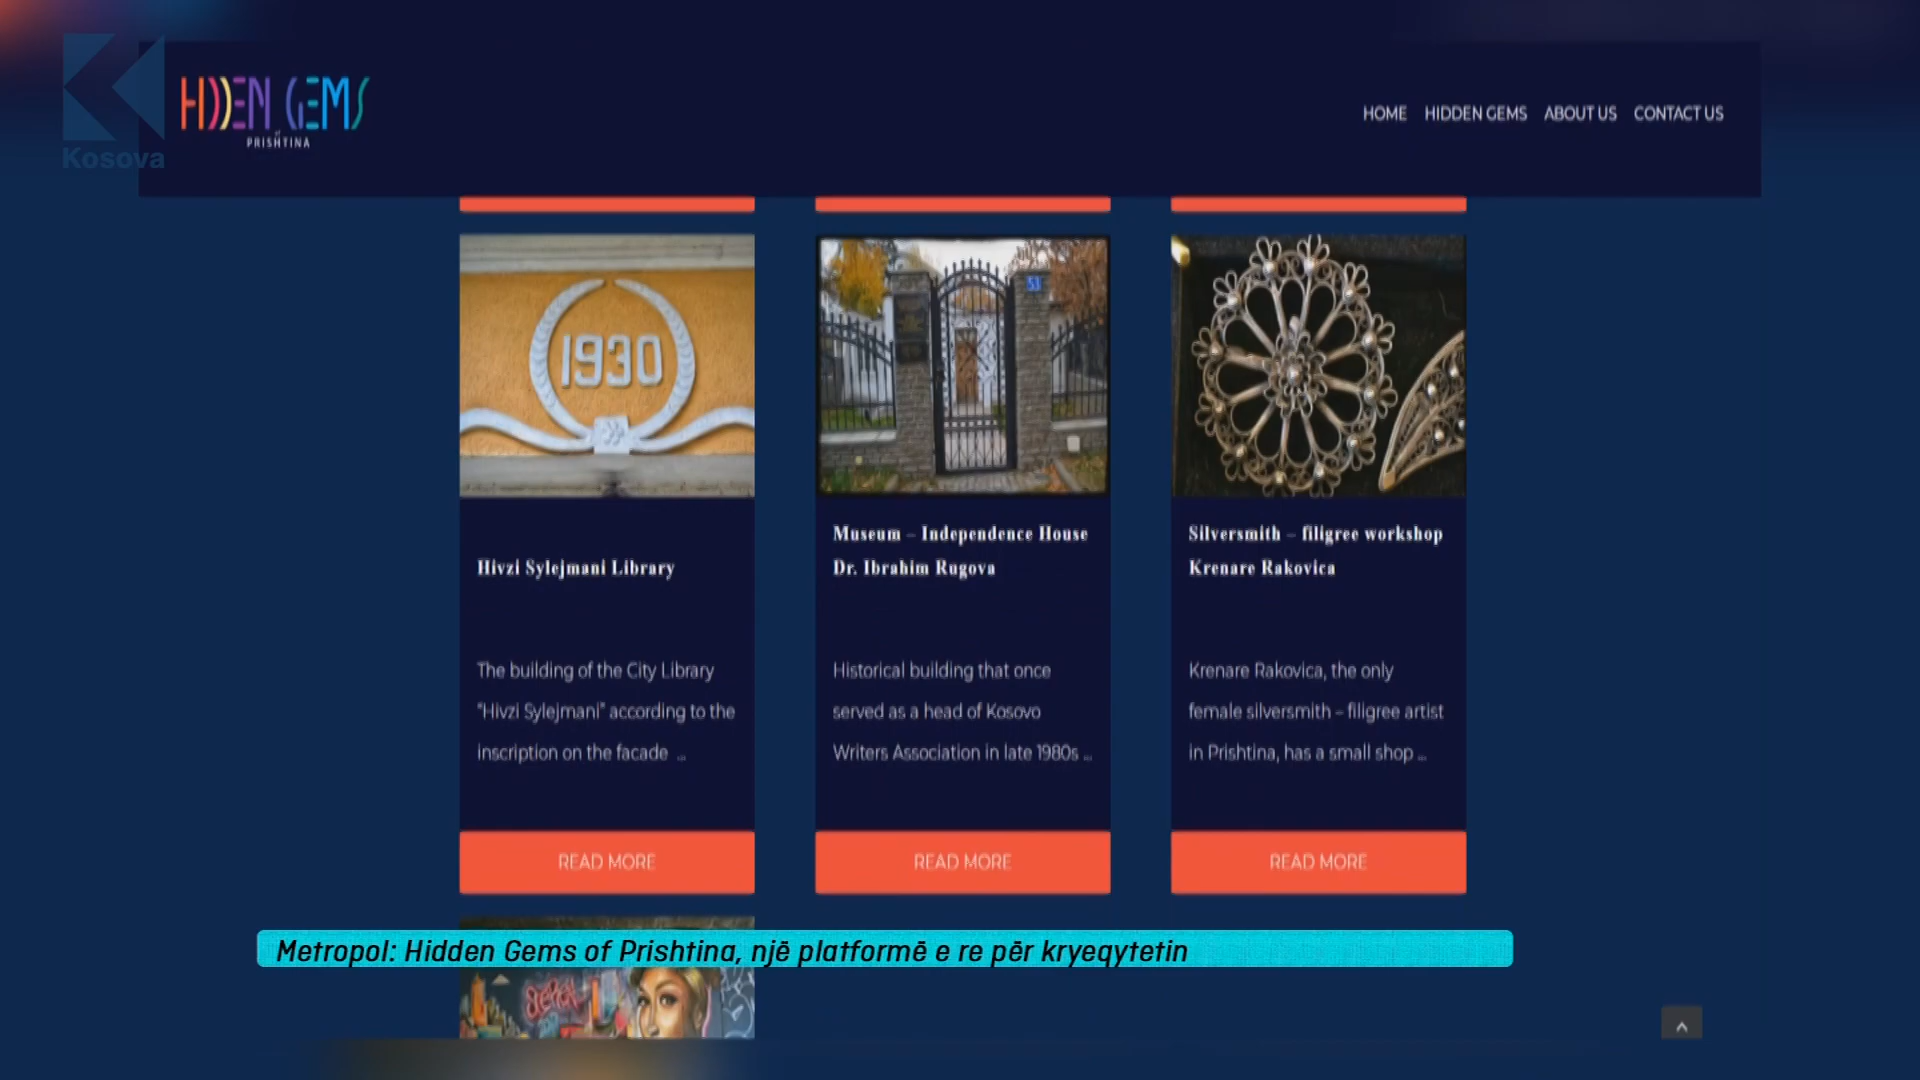 Kosova
HIDDEN GEMS
of
PRISHTINA
HOME HIDDEN GEMS ABOUT US CONTACT US
1930
53
Hivzi Sylejmani Library
The building of the City Library
"Hivzi Sylejmani" according to the
inscription on the facade ...
READ MORE
Museum – Independence House
Dr. Ibrahim Rugova
Historical building that once
served as a head of Kosovo
Writers Association in late 1980s ...
READ MORE
Silversmith – filigree workshop
Krenare Rakovica
Krenare Rakovica, the only
female silversmith – filigree artist
in Prishtina, has a small shop ...
READ MORE
Metropol: Hidden Gems of Prishtina, një platformë e re për kryeqytetin